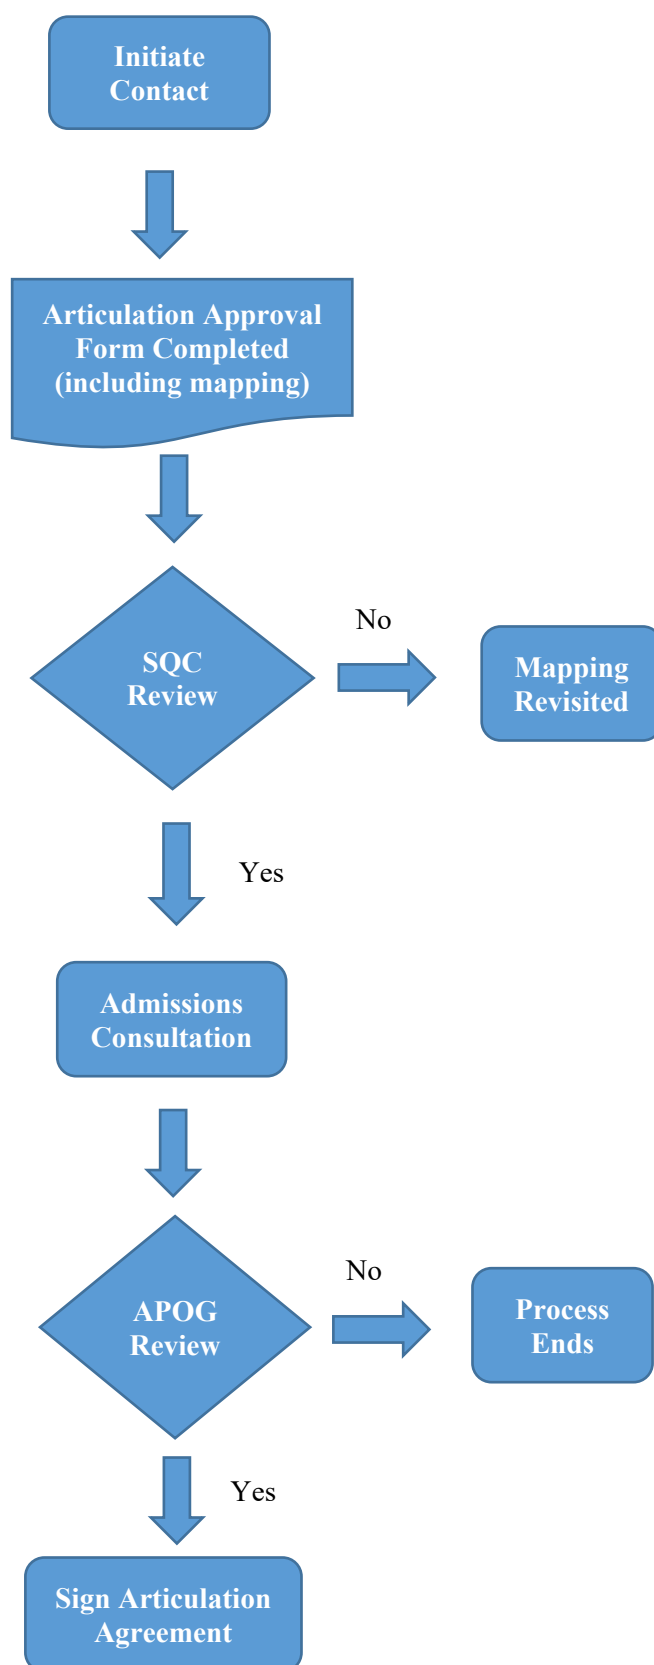 Initiate
Contact
Articulation Approval
Form Completed
(including mapping)
No
SQC
Review
Mapping
Revisited
Yes
Admissions
Consultation
No
APOG
Review
Process
Ends
Yes
Sign Articulation
Agreement